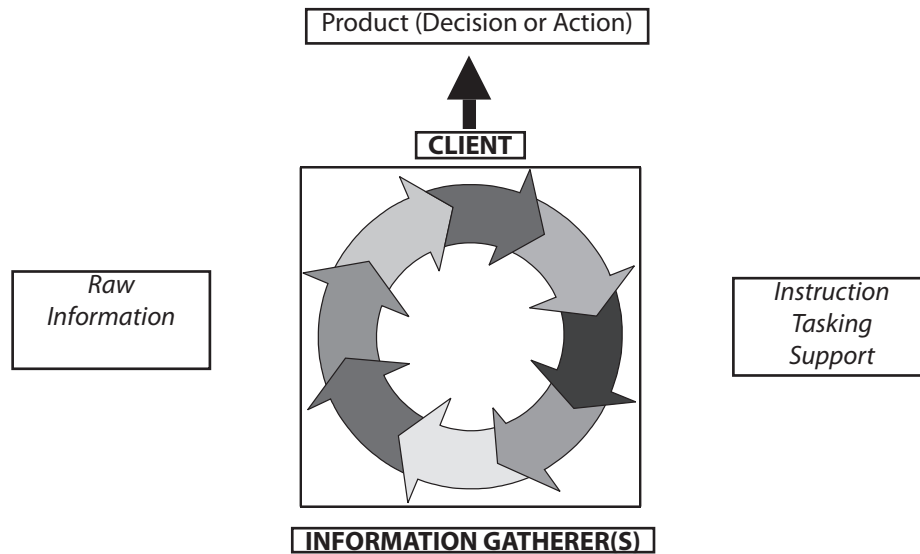 Product (Decision or Action)
CLIENT
Raw
Information
Instruction
Tasking
Support
INFORMATION GATHERER(S)